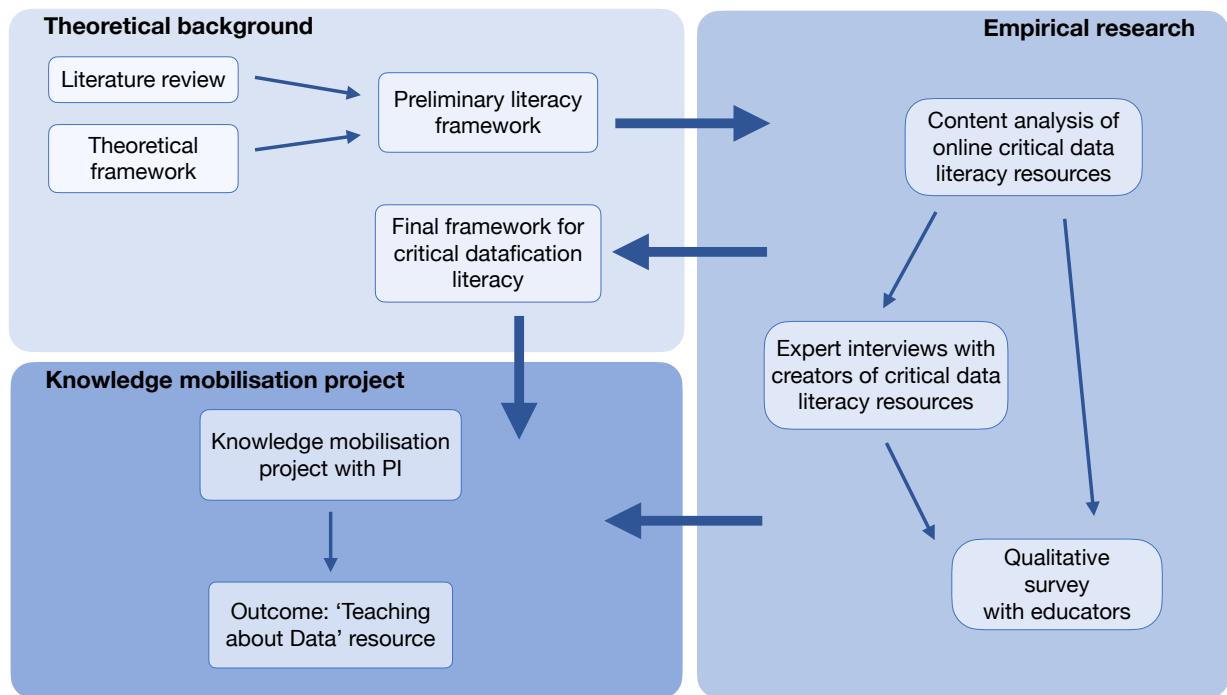 Theoretical background
Literature review
Theoretical
framework
Preliminary literacy
framework
Final framework for
critical datafication
literacy
Empirical research
Content analysis of
online critical data
literacy resources
Expert interviews with
creators of critical data
literacy resources
Qualitative
survey
with educators
Knowledge mobilisation project
Knowledge mobilisation
project with PI
Outcome: ‘Teaching
about Data’ resource